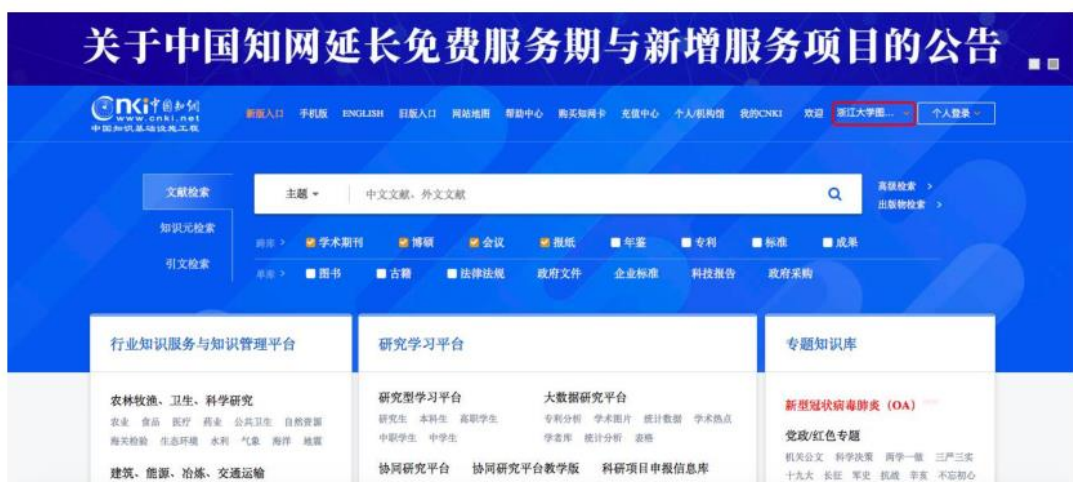 关于中国知网延长免费服务期与新增服务项目的公告
cnki中国知网
www.cnki.net
中国知识基础设施工程
新版入口 手机版 ENGLISH 旧版入口 网站地图 帮助中心 购买知网卡 充值中心 个人/机构馆 我的CNKI 欢迎 浙江大学图... 个人登录
文献检索
主题 中文文献、外文文献
高级检索 >
出版物检索 >
知识元检索
引文检索
跨库 > 学术期刊 博硕 会议 报纸 年鉴 专利 标准 成果
单库 > 图书 古籍 法律法规 政府文件 企业标准 科技报告 政府采购
行业知识服务与知识管理平台
农林牧渔、卫生、科学研究
农业 食品 医疗 药业 公共卫生 自然资源
海关检验 生态环境 水利 气象 海洋 地震
建筑、能源、冶炼、交通运输
研究学习平台
研究型学习平台
研究生 本科生 高职学生
中职学生 中学生
大数据研究平台
专利分析 学术图片 统计数据 学术热点
学者库 统计分析 表格
协同研究平台 协同研究平台教学版 科研项目申报信息库
专题知识库
新型冠状病毒肺炎（OA）
党政/红色专题
机关公文 科学决策 两学一做 三严三实
十九大 长征 军史 抗战 辛亥 不忘初心